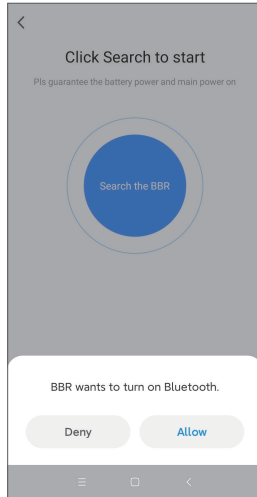 Click Search to start
Pls guarantee the battery power and main power on
Search the BBR
BBR wants to turn on Bluetooth.
Deny
Allow